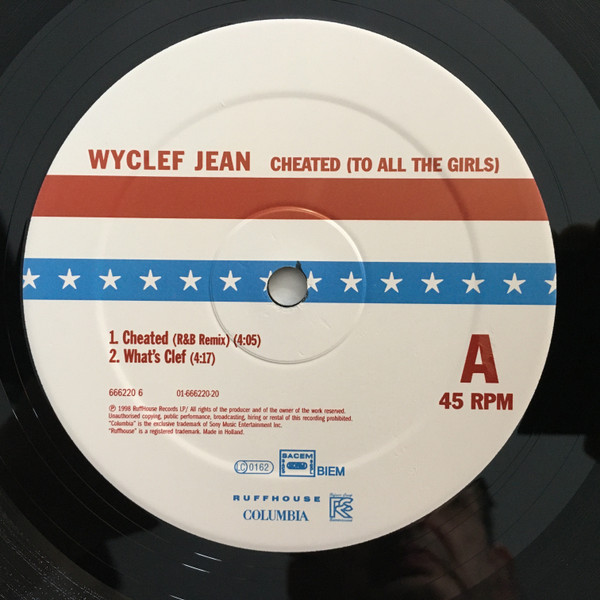 WYCLEF JEAN CHEATED (TO ALL THE GIRLS)
1. Cheated (R&B Remix) (4:05)
2. What's Clef (4:17)
A
45 RPM
666220 6 01-666220-20
℗ 1998 Ruffhouse Records LP/ All rights of the producer and of the owner of the work reserved.
Unauthorised copying, public performance, broadcasting, hiring or rental of this recording prohibited.
"Columbia" is the exclusive trademark of Sony Music Entertainment Inc.
"Ruffhouse" is a registered trademark. Made in Holland.
LC 0162 SACEM BIEM
RUFFHOUSE
COLUMBIA